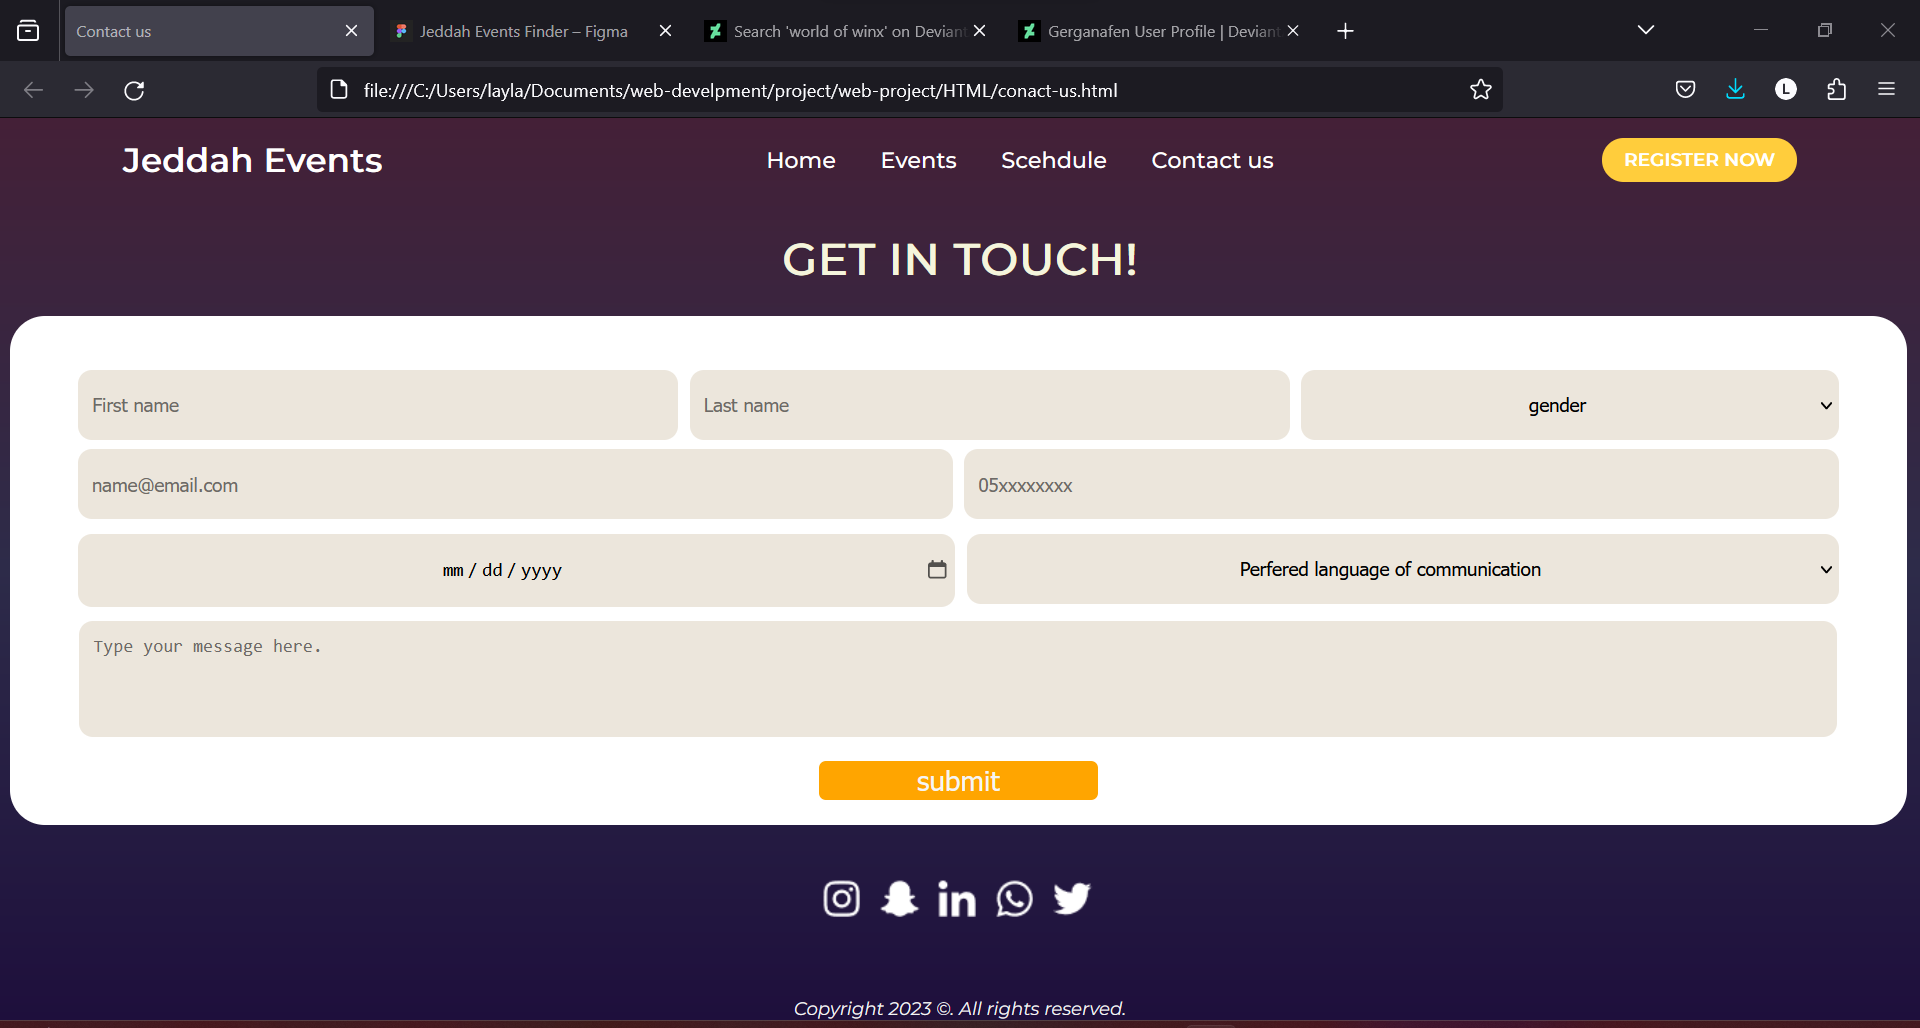 Contact us
Jeddah Events Finder – Figma
Search 'world of winx' on Deviant
Gerganafen User Profile | Deviant
file:///C:/Users/layla/Documents/web-develpment/project/web-project/HTML/conact-us.html
L
Jeddah Events
Home
Events
Scehdule
Contact us
REGISTER NOW
GET IN TOUCH!
First name
Last name
gender
name@email.com
05xxxxxxxx
mm / dd / yyyy
Perfered language of communication
Type your message here.
submit
Copyright 2023 ©. All rights reserved.